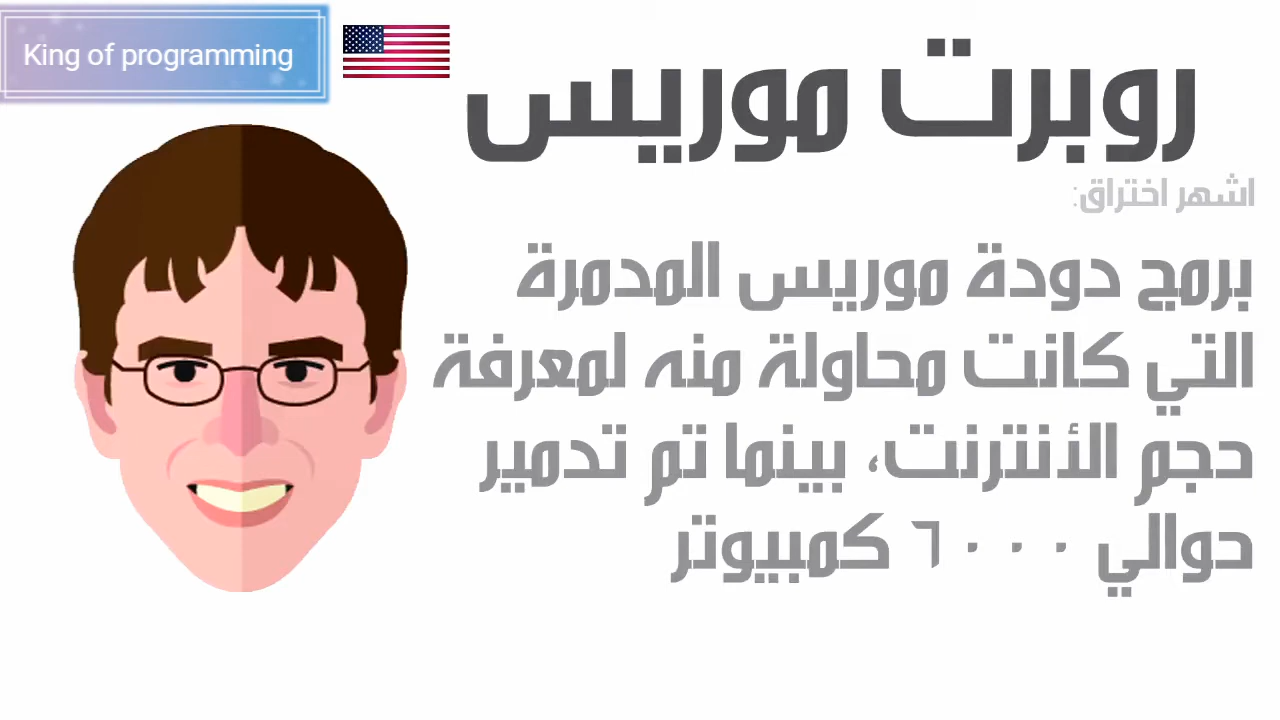 King of programming
روبرت موريس
اشهر اختراق:
برمج دودة موريس المدمرة
التي كانت محاولة منه لمعرفة
حجم الأنترنت، بينما تم تدمير
حوالي ٦٠٠٠ كمبيوتر